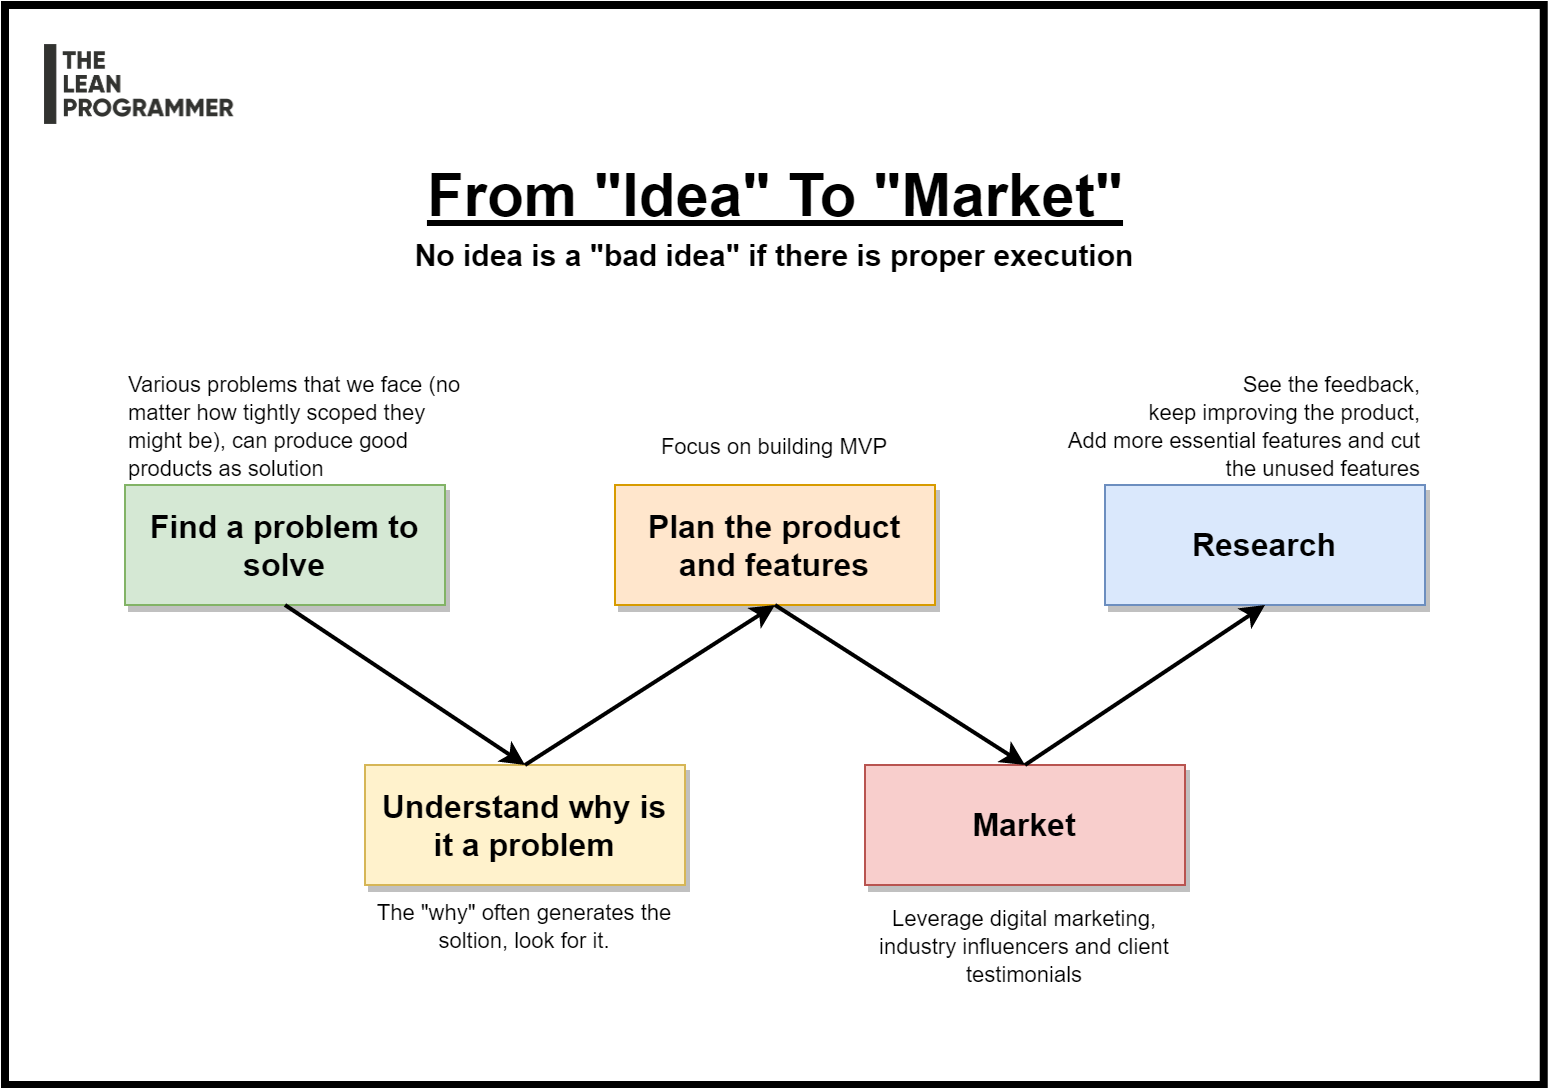 THE
LEAN
PROGRAMMER
From "Idea" To "Market"
No idea is a "bad idea" if there is proper execution
Various problems that we face (no
matter how tightly scoped they
might be), can produce good
products as solution
Find a problem to
solve
Understand why is
it a problem
The "why" often generates the
soltion, look for it.
Focus on building MVP
Plan the product
and features
Market
Leverage digital marketing,
industry influencers and client
testimonials
See the feedback,
keep improving the product,
Add more essential features and cut
the unused features
Research